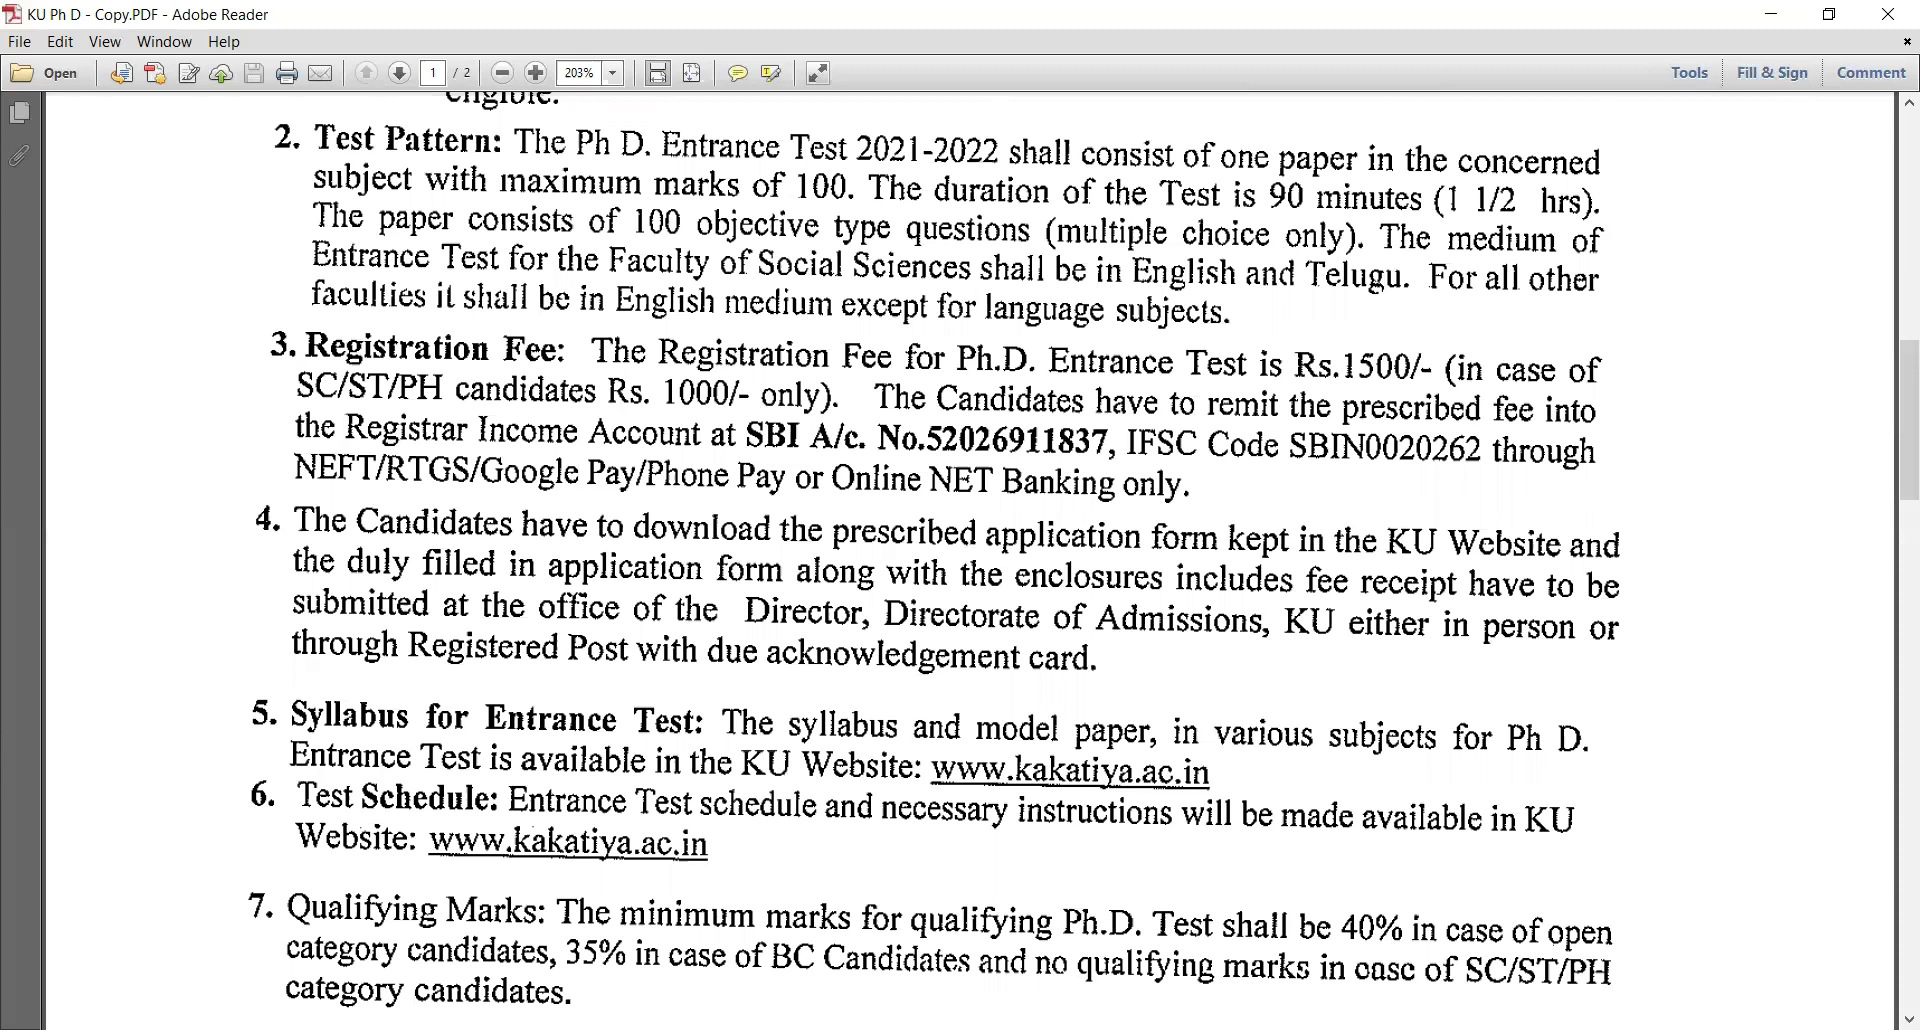 KU Ph D - Copy.PDF - Adobe Reader
File Edit View Window Help
Open 1 / 2 203% Tools Fill & Sign Comment
eligible.
2. Test Pattern: The Ph D. Entrance Test 2021-2022 shall consist of one paper in the concerned
subject with maximum marks of 100. The duration of the Test is 90 minutes (1 1/2 hrs).
The paper consists of 100 objective type questions (multiple choice only). The medium of
Entrance Test for the Faculty of Social Sciences shall be in English and Telugu. For all other
faculties it shall be in English medium except for language subjects.
3. Registration Fee: The Registration Fee for Ph.D. Entrance Test is Rs.1500/- (in case of
SC/ST/PH candidates Rs. 1000/- only). The Candidates have to remit the prescribed fee into
the Registrar Income Account at SBI A/c. No.52026911837, IFSC Code SBIN0020262 through
NEFT/RTGS/Google Pay/Phone Pay or Online NET Banking only.
4. The Candidates have to download the prescribed application form kept in the KU Website and
the duly filled in application form along with the enclosures includes fee receipt have to be
submitted at the office of the Director, Directorate of Admissions, KU either in person or
through Registered Post with due acknowledgement card.
5. Syllabus for Entrance Test: The syllabus and model paper, in various subjects for Ph D.
Entrance Test is available in the KU Website: www.kakatiya.ac.in
6. Test Schedule: Entrance Test schedule and necessary instructions will be made available in KU
Website: www.kakatiya.ac.in
7. Qualifying Marks: The minimum marks for qualifying Ph.D. Test shall be 40% in case of open
category candidates, 35% in case of BC Candidates and no qualifying marks in case of SC/ST/PH
category candidates.